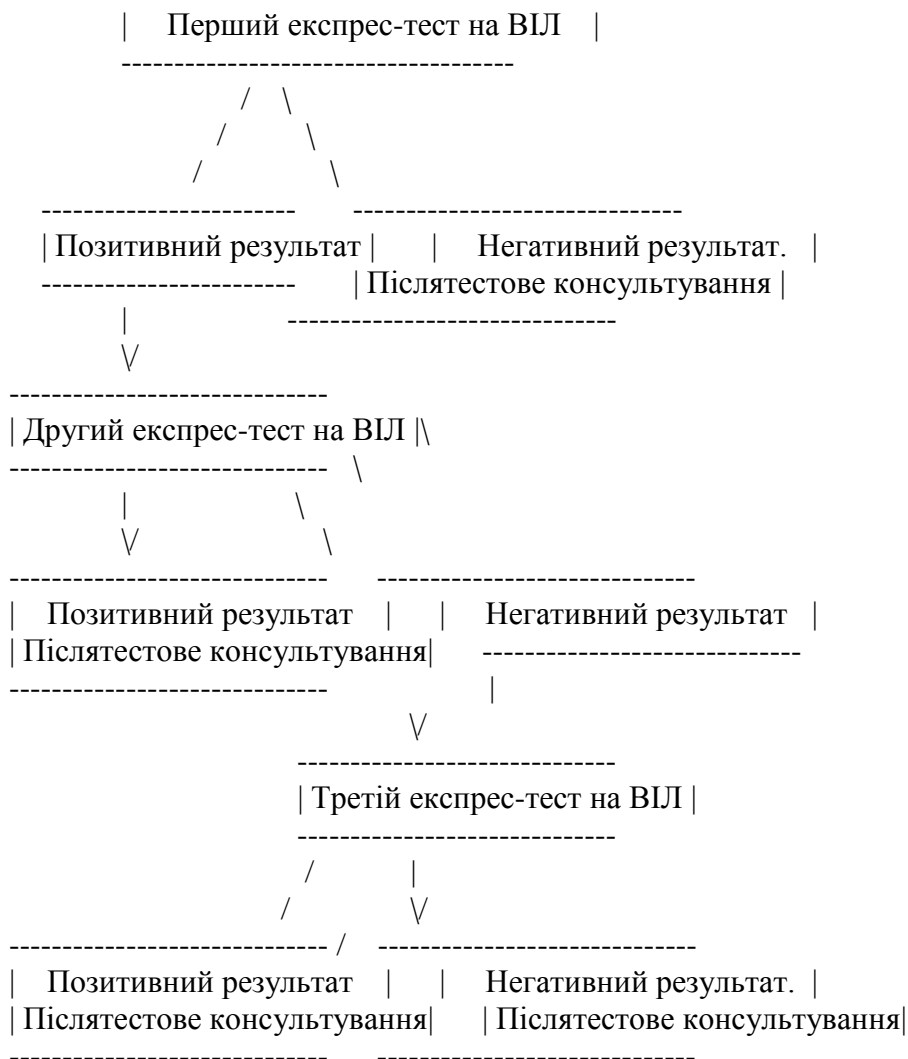 | Перший експрес-тест на ВІЛ |
-------------------------------------
/ \
/ \
/ \
------------------------ -------------------------------
| Позитивний результат | | Негативний результат. |
------------------------ | Післятестове консультування |
| -------------------------------
\/
------------------------------
| Другий експрес-тест на ВІЛ |\
------------------------------ \
| \
\/ \
------------------------------ ------------------------------
| Позитивний результат | | Негативний результат |
| Післятестове консультування| ------------------------------
------------------------------ |
\/
------------------------------
| Третій експрес-тест на ВІЛ |
------------------------------
/ |
/ \/
------------------------------ / ------------------------------
| Позитивний результат | | Негативний результат. |
| Післятестове консультування| | Післятестове консультування|
------------------------------ ------------------------------